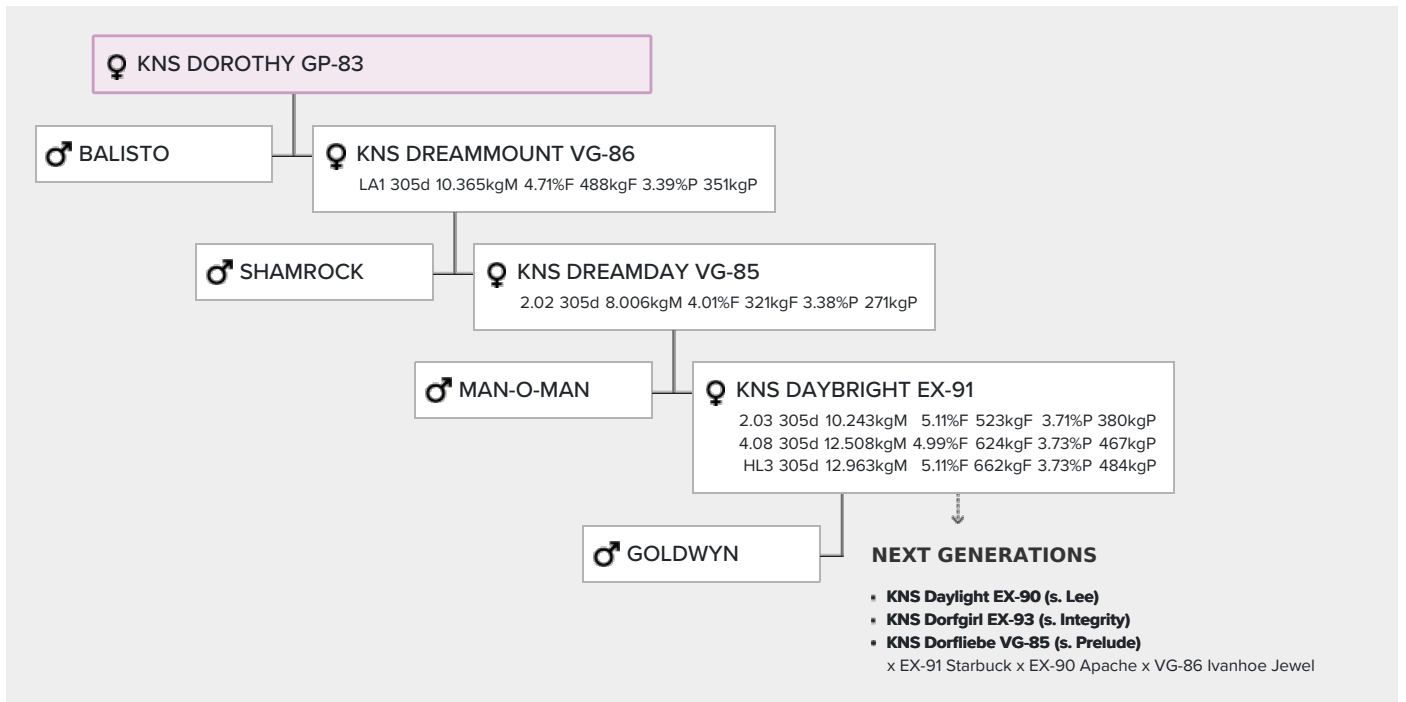 KNS DOROTHY GP-83
BALISTO
KNS DREAMMOUNT VG-86
LA1 305d 10.365kgM 4.71%F 488kgF 3.39%P 351kgP
SHAMROCK
KNS DREAMDAY VG-85
2.02 305d 8.006kgM 4.01%F 321kgF 3.38%P 271kgP
MAN-O-MAN
KNS DAYBRIGHT EX-91
2.03 305d 10.243kgM 5.11%F 523kgF 3.71%P 380kgP
4.08 305d 12.508kgM 4.99%F 624kgF 3.73%P 467kgP
HL3 305d 12.963kgM 5.11%F 662kgF 3.73%P 484kgP
GOLDWYN
NEXT GENERATIONS
KNS Daylight EX-90 (s. Lee)
KNS Dorfgirl EX-93 (s. Integrity)
KNS Dorfliebe VG-85 (s. Prelude)
x EX-91 Starbuck x EX-90 Apache x VG-86 Ivanhoe Jewel